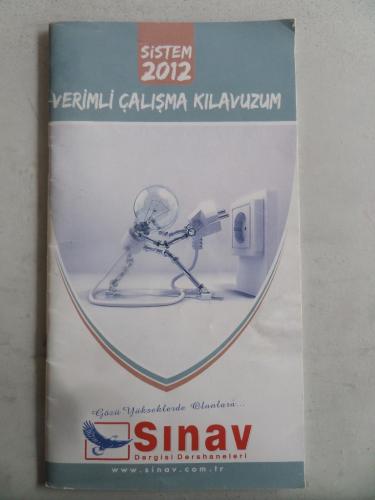 SİSTEM
2012
VERİMLİ ÇALIŞMA KILAVUZUM
Gözü Yükseklerde Olanlara...
Sınav
Dergisi Dershaneleri
www.sinav.com.tr